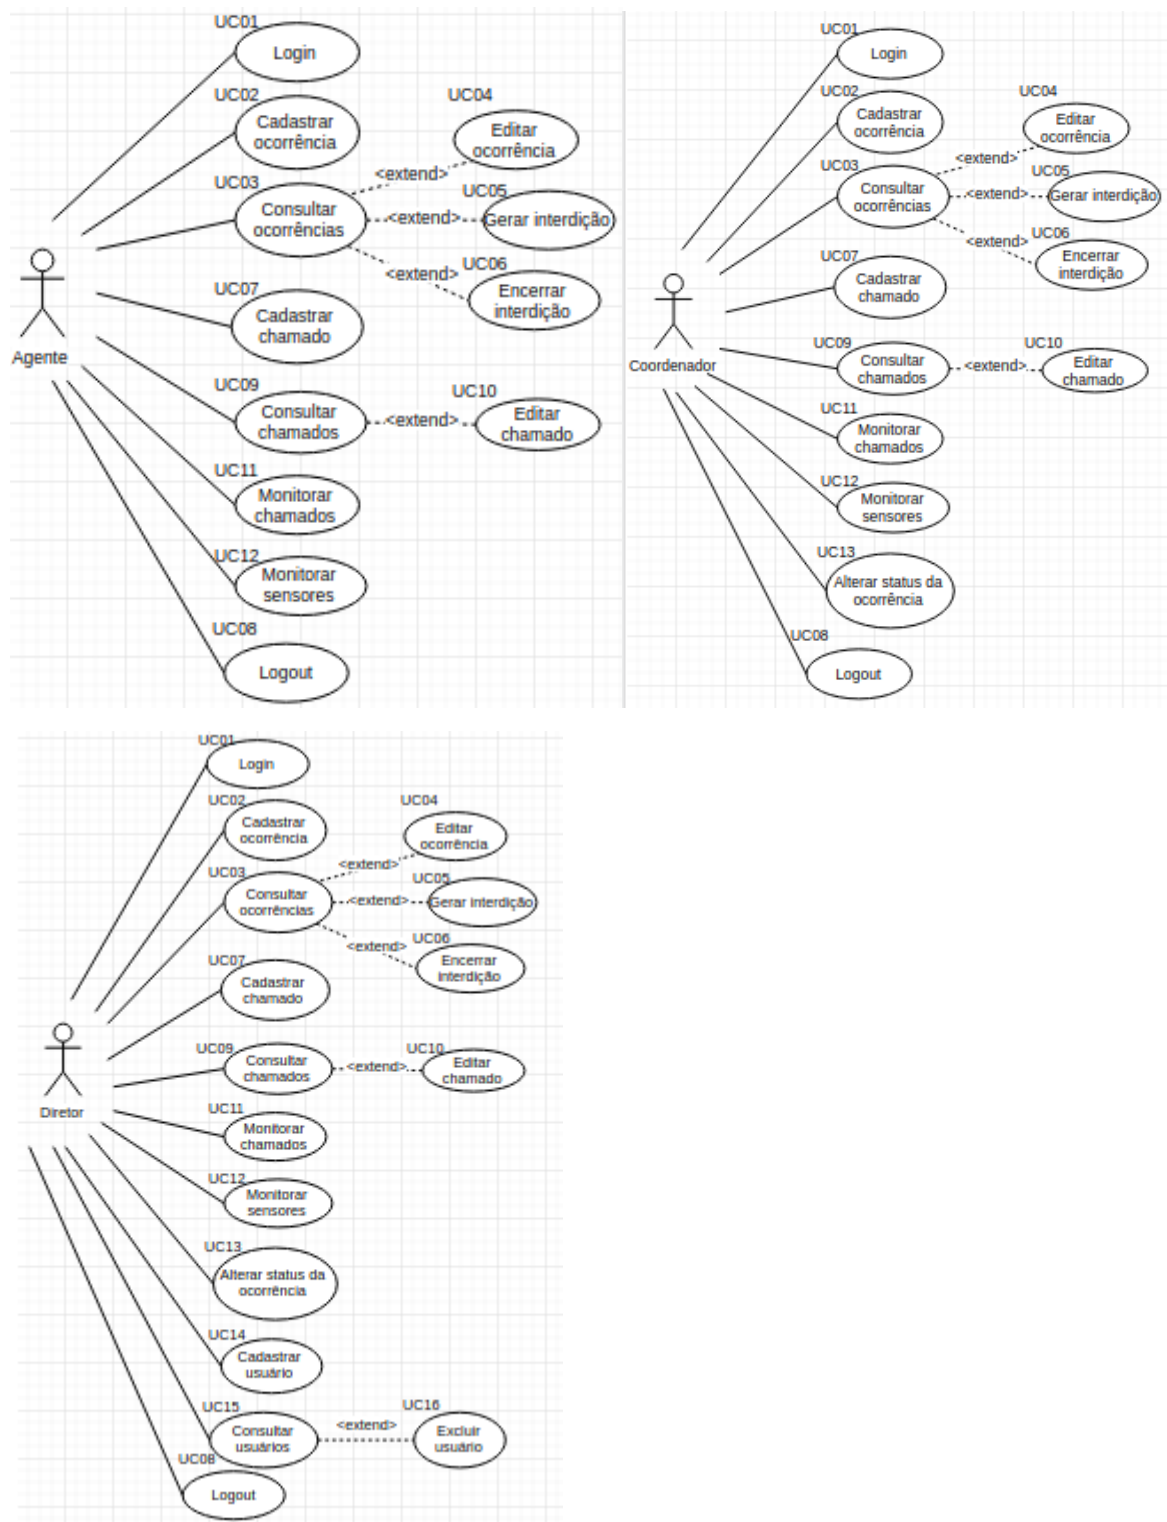 UC01
Login
UC02
Cadastrar
ocorrência
UC03
Consultar
ocorrências
<extend>
UC04
Editar
ocorrência
<extend>
UC05
Gerar interdição
<extend>
UC06
Encerrar
interdição
Agente
UC07
Cadastrar
chamado
UC09
Consultar
chamados
<extend>
UC10
Editar
chamado
UC11
Monitorar
chamados
UC12
Monitorar
sensores
UC08
Logout
UC01
Login
UC02
Cadastrar
ocorrência
UC03
Consultar
ocorrências
<extend>
UC04
Editar
ocorrência
<extend>
UC05
Gerar interdição
<extend>
UC06
Encerrar
interdição
Coordenador
UC07
Cadastrar
chamado
UC09
Consultar
chamados
<extend>
UC10
Editar
chamado
UC11
Monitorar
chamados
UC12
Monitorar
sensores
UC13
Alterar status da
ocorrência
UC08
Logout
UC01
Login
UC02
Cadastrar
ocorrência
UC03
Consultar
ocorrências
<extend>
UC04
Editar
ocorrência
<extend>
UC05
Gerar interdição
<extend>
UC06
Encerrar
interdição
Diretor
UC07
Cadastrar
chamado
UC09
Consultar
chamados
<extend>
UC10
Editar
chamado
UC11
Monitorar
chamados
UC12
Monitorar
sensores
UC13
Alterar status da
ocorrência
UC14
Cadastrar
usuário
UC15
Consultar
usuários
<extend>
UC16
Excluir
usuário
UC08
Logout